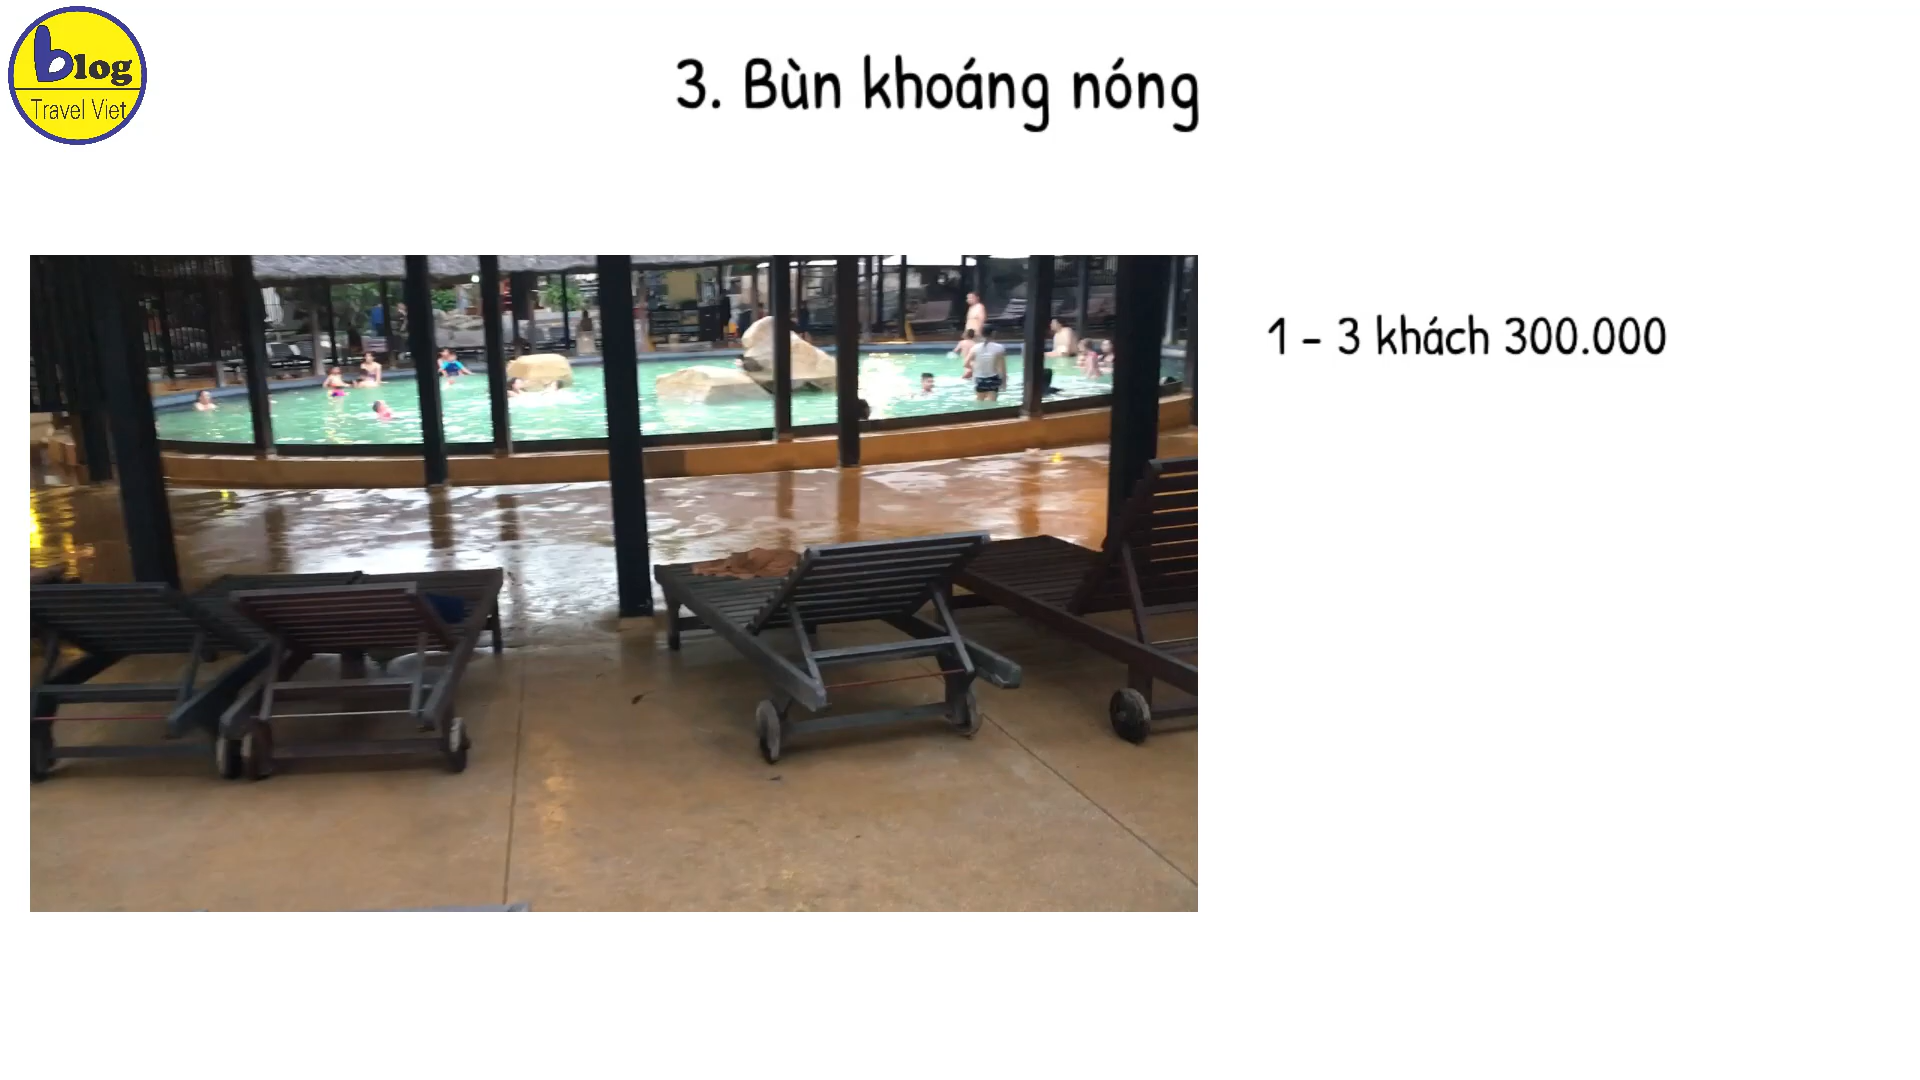 blog
Travel Viet
3. Bùn khoáng nóng
1 - 3 khách 300.000